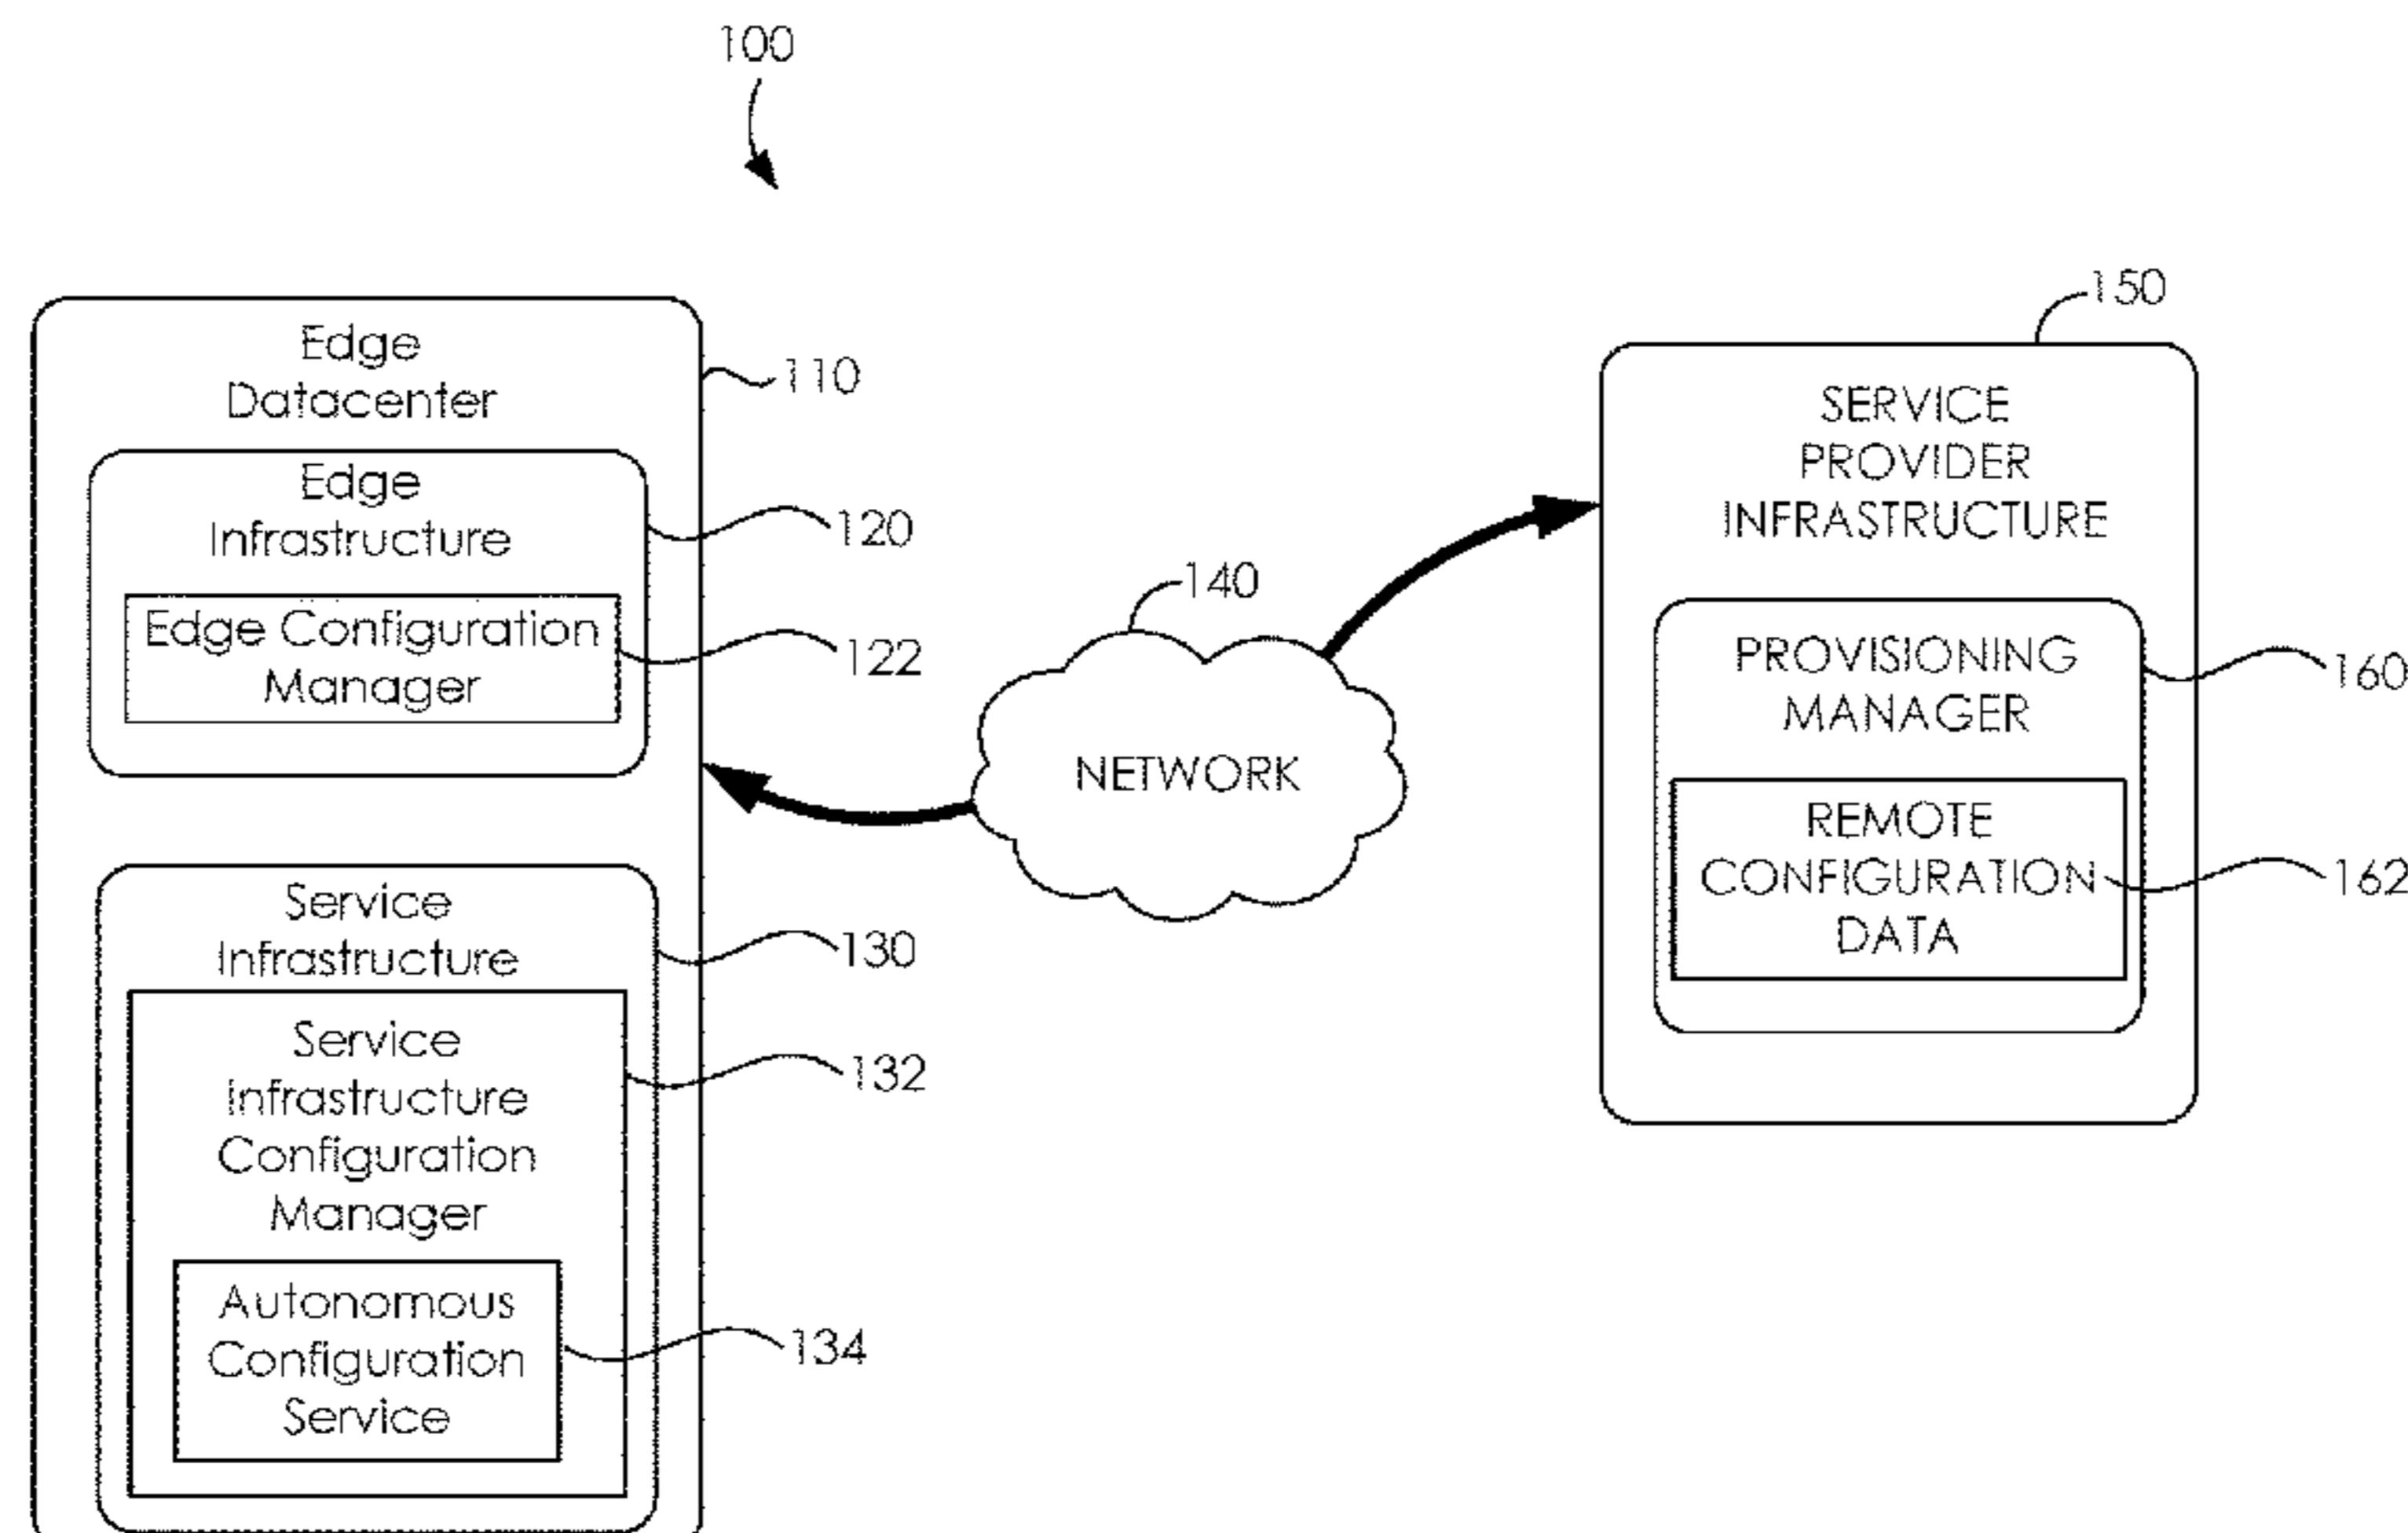 100
Edge
Datacenter
110
Edge
Infrastructure
120
Edge Configuration
Manager
122
Service
Infrastructure
130
Service
Infrastructure
Configuration
Manager
132
Autonomous
Configuration
Service
134
140
NETWORK
150
SERVICE
PROVIDER
INFRASTRUCTURE
PROVISIONING
MANAGER
160
REMOTE
CONFIGURATION
DATA
162